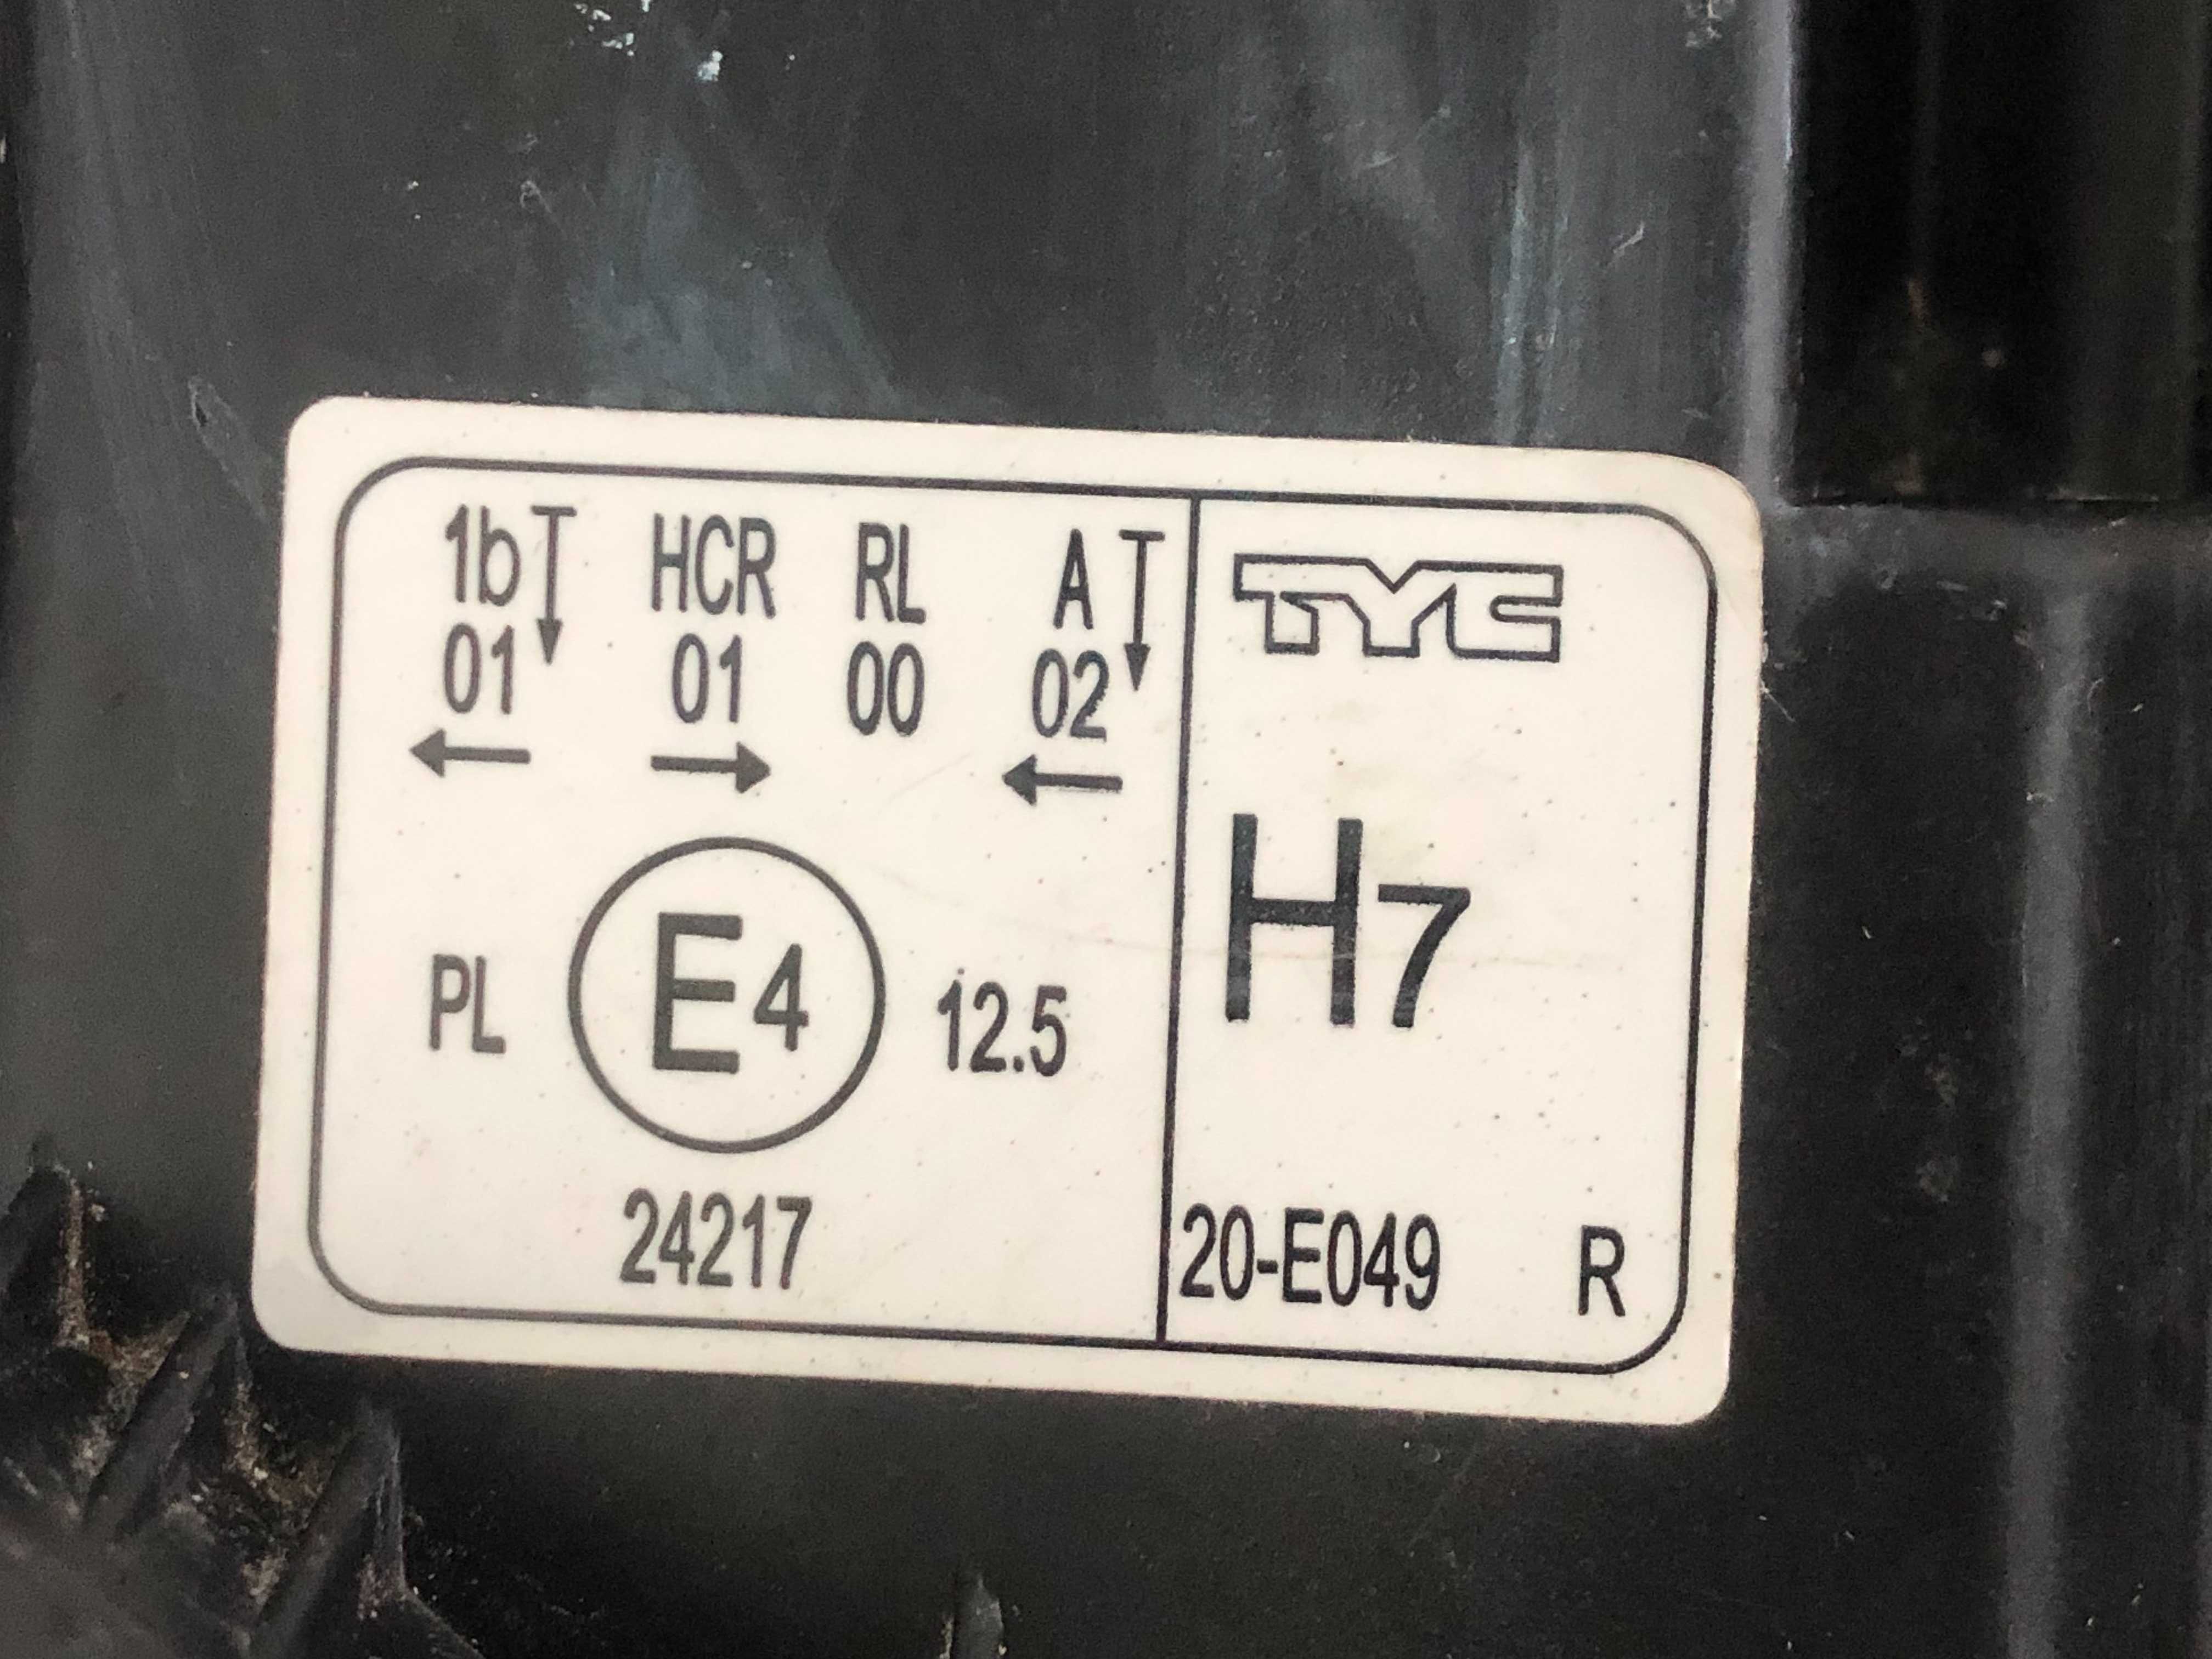 1b HCR RL A
01 01 00 02
TYC
H7
PL E4 12.5
24217
20-E049 R